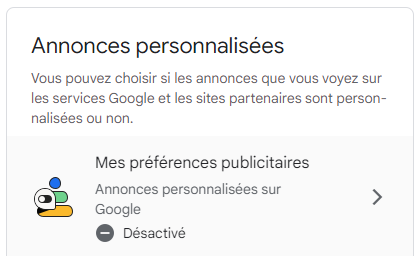 Annonces personnalisées
Vous pouvez choisir si les annonces que vous voyez sur
les services Google et les sites partenaires sont person-
nalisées ou non.
Mes préférences publicitaires
Annonces personnalisées sur
Google
Désactivé